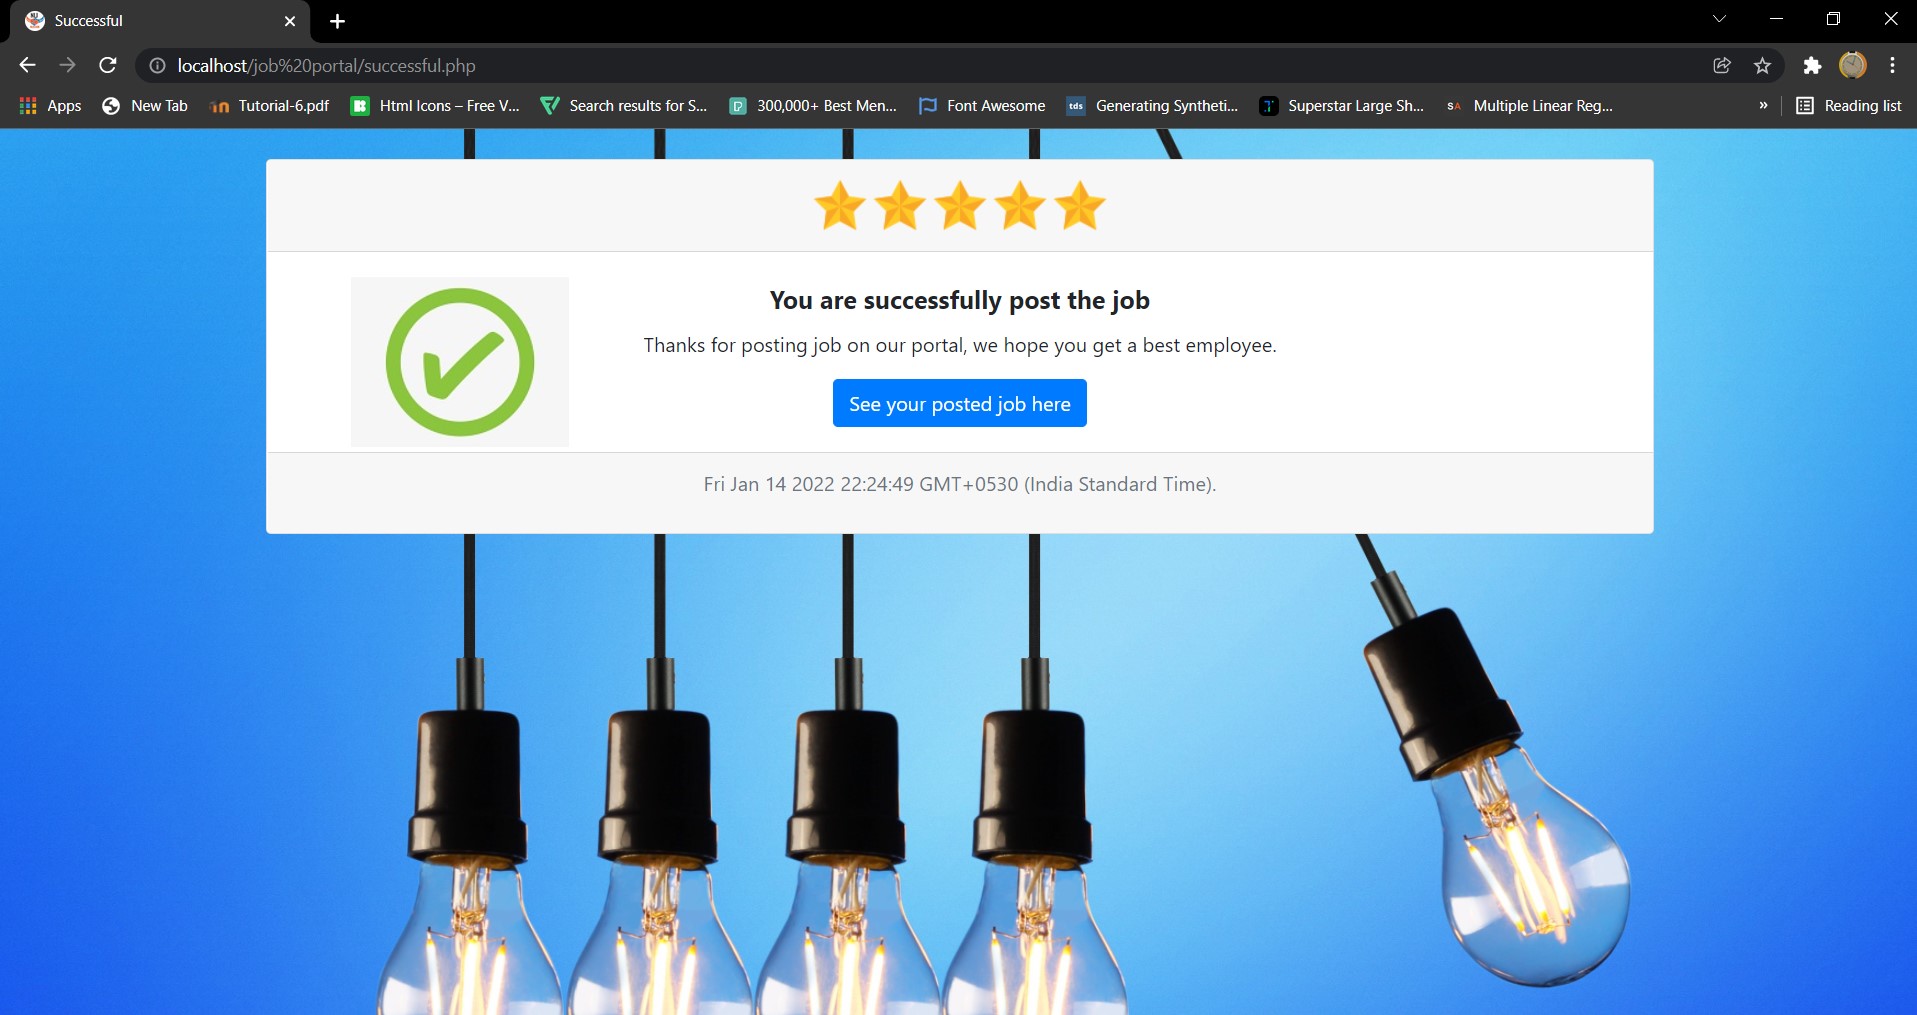 Successful
localhost/job%20portal/successful.php
Apps New Tab Tutorial-6.pdf Html Icons – Free V... Search results for S... 300,000+ Best Men... Font Awesome tds Generating Syntheti... Superstar Large Sh... SA Multiple Linear Reg... » Reading list
You are successfully post the job
Thanks for posting job on our portal, we hope you get a best employee.
See your posted job here
Fri Jan 14 2022 22:24:49 GMT+0530 (India Standard Time).